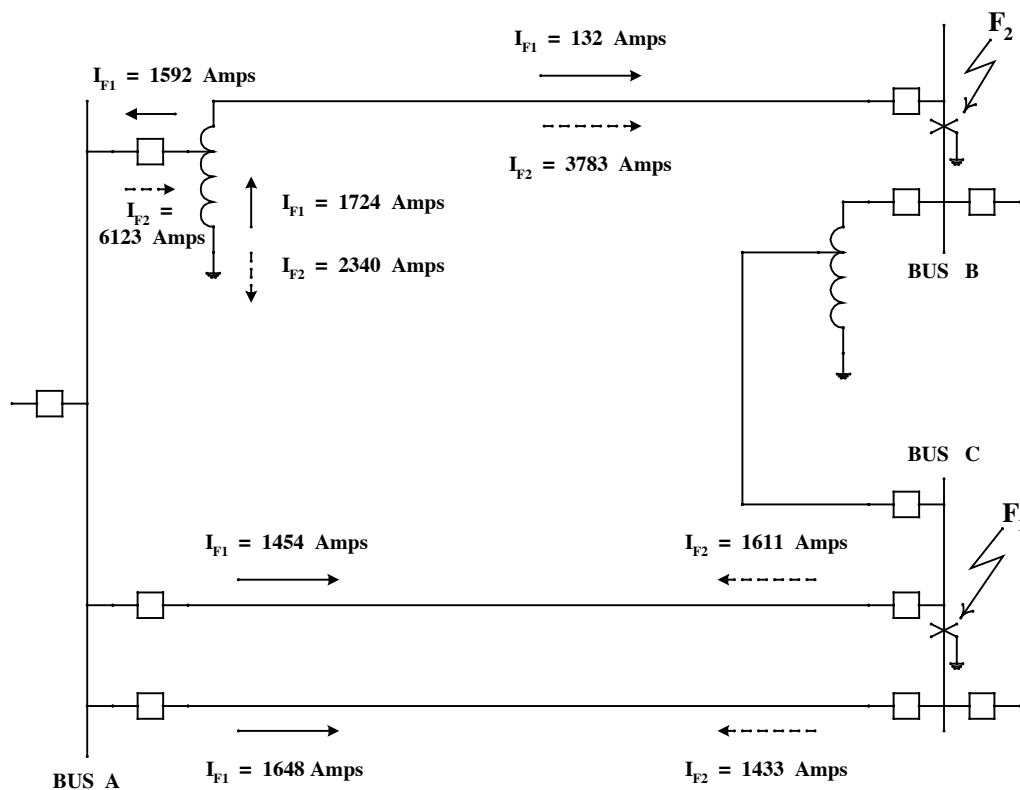 I_F1 = 132 Amps
F_2
I_F1 = 1592 Amps
I_F2 = 3783 Amps
I_F2 =
6123 Amps
I_F1 = 1724 Amps
I_F2 = 2340 Amps
BUS B
BUS C
F
I_F1 = 1454 Amps
I_F2 = 1611 Amps
I_F1 = 1648 Amps
I_F2 = 1433 Amps
BUS A